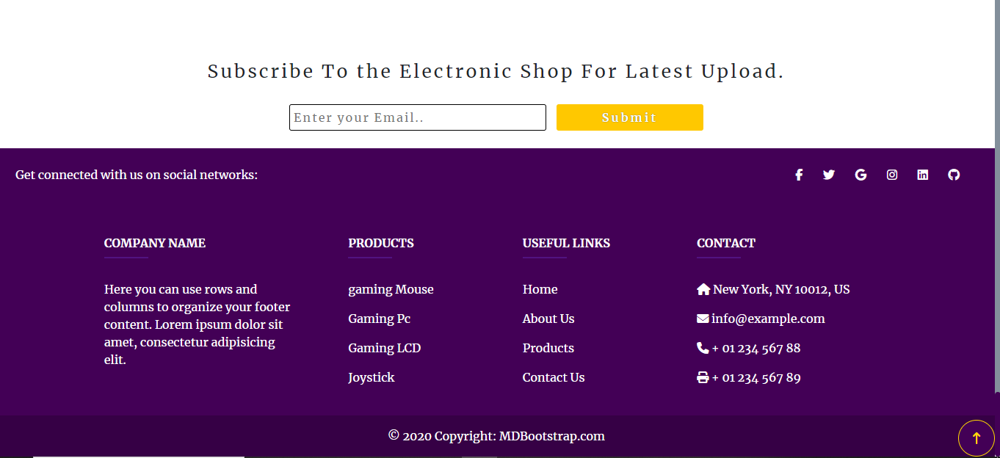 Subscribe To the Electronic Shop For Latest Upload.
Enter your Email..
Submit
Get connected with us on social networks:
COMPANY NAME
Here you can use rows and
columns to organize your footer
content. Lorem ipsum dolor sit
amet, consectetur adipisicing
elit.
PRODUCTS
gaming Mouse
Gaming Pc
Gaming LCD
Joystick
USEFUL LINKS
Home
About Us
Products
Contact Us
CONTACT
New York, NY 10012, US
info@example.com
+ 01 234 567 88
+ 01 234 567 89
© 2020 Copyright: MDBootstrap.com